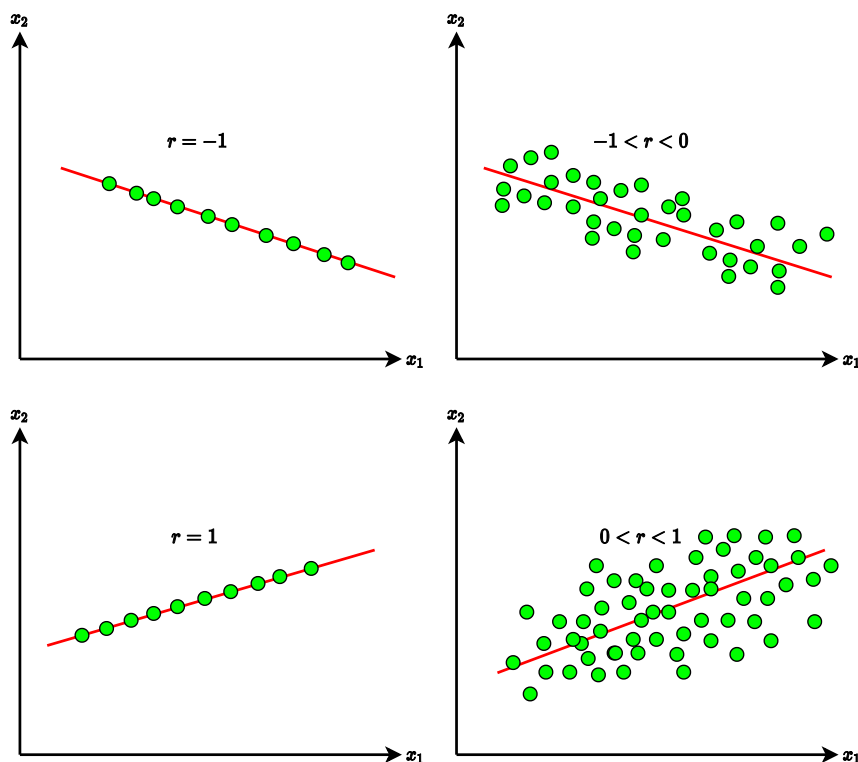 x₂
x₂
r = −1
−1 < r < 0
x₁
x₁
x₂
x₂
r = 1
0 < r < 1
x₁
x₁